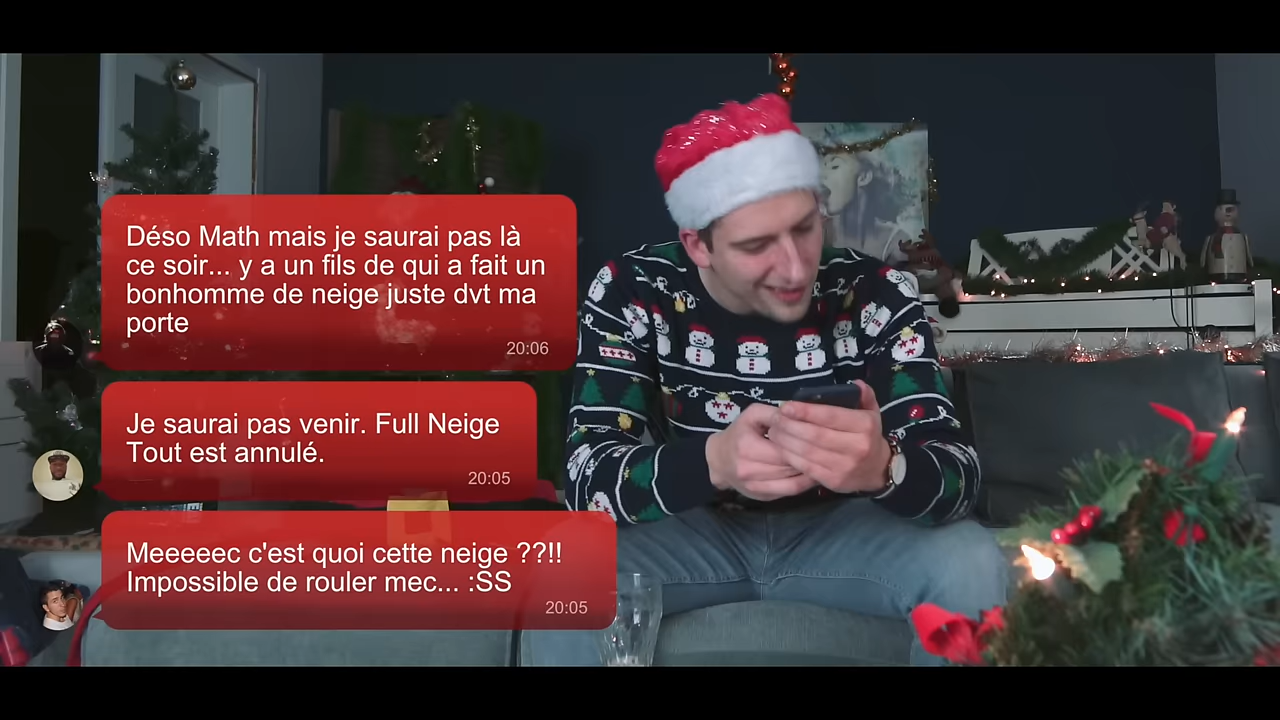 Déso Math mais je saurai pas là
ce soir... y a un fils de qui a fait un
bonhomme de neige juste dvt ma
porte
20:06
Je saurai pas venir. Full Neige
Tout est annulé.
20:05
Meeeeec c'est quoi cette neige ??!!
Impossible de rouler mec... :SS
20:05